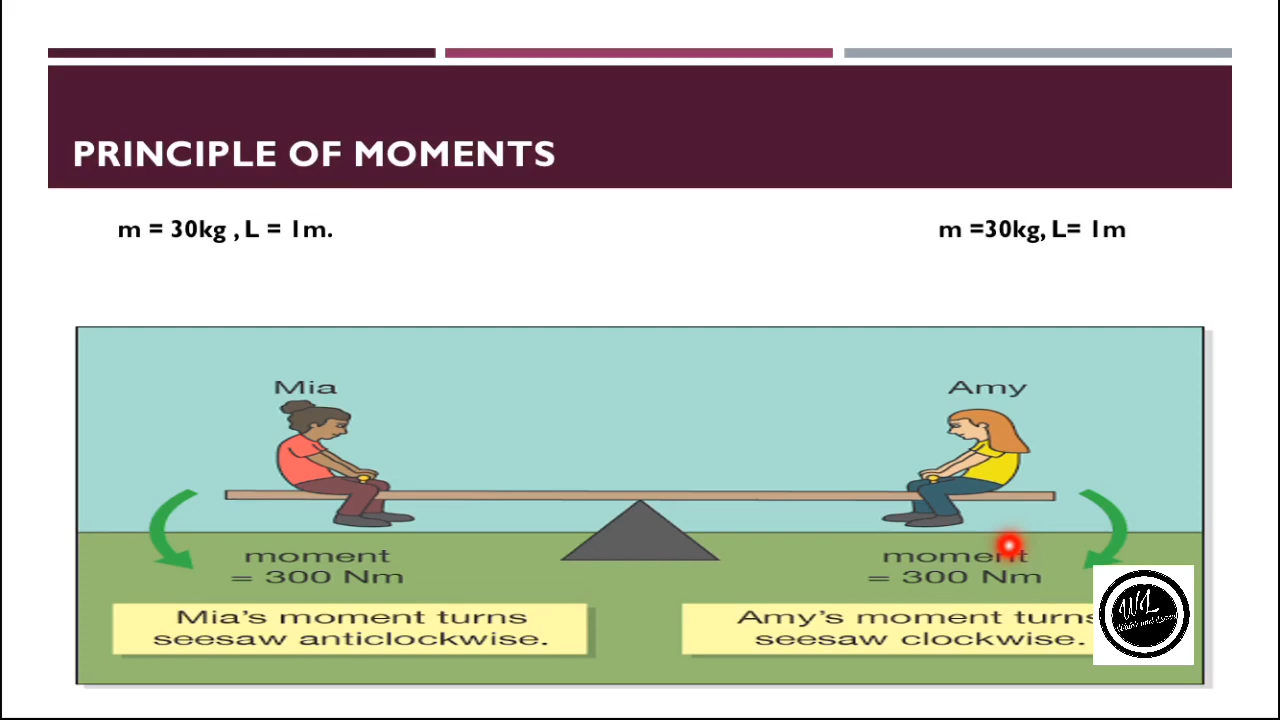 PRINCIPLE OF MOMENTS
m = 30kg , L = 1m.
m =30kg, L= 1m
Mia
Amy
moment
= 300 Nm
moment
= 300 Nm
Mia's moment turns
seesaw anticlockwise.
Amy's moment turns
seesaw clockwise.
WL